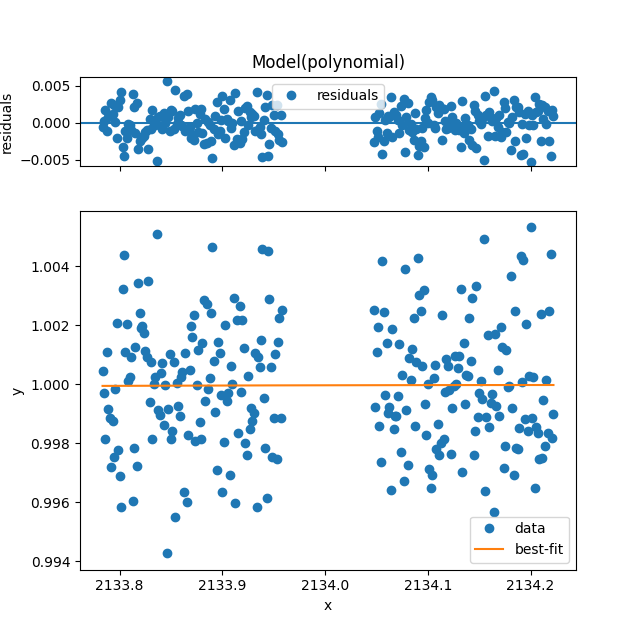 Model(polynomial)
residuals
0.005
0.000
−0.005
residuals
y
1.004
1.002
1.000
0.998
0.996
0.994
data
best-fit
2133.8 2133.9 2134.0 2134.1 2134.2
x